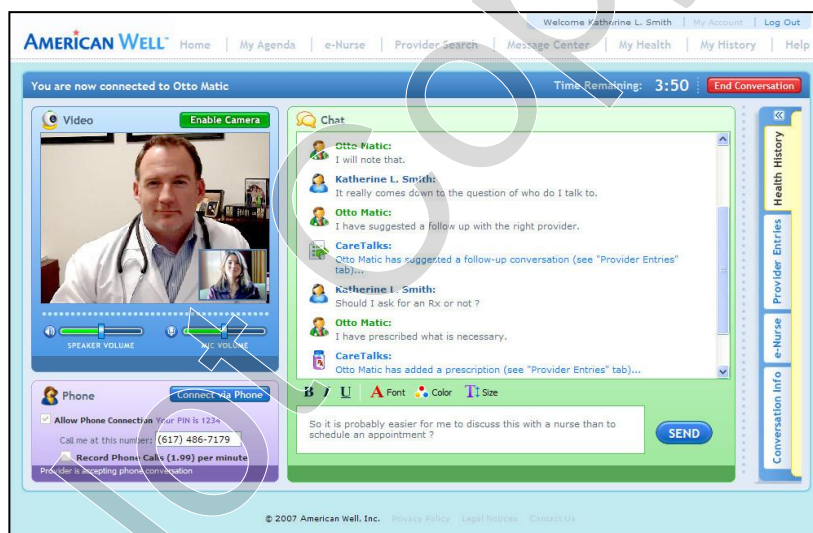 Welcome Katherine L. Smith | My Account | Log Out
AMERICAN WELL™ Home | My Agenda | e-Nurse | Provider Search | Message Center | My Health | My History | Help
You are now connected to Otto Matic
Time Remaining: 3:50 End Conversation
Video Enable Camera
SPEAKER VOLUME MIC VOLUME
Phone Connect via Phone
Allow Phone Connection Your PIN is 1234
Call me at this number: (617) 486-7179
Record Phone Calls (1.99) per minute
Provider is accepting phone conversation
Chat
Otto Matic:
I will note that.
Katherine L. Smith:
It really comes down to the question of who do I talk to.
Otto Matic:
I have suggested a follow up with the right provider.
CareTalks:
Otto Matic has suggested a follow-up conversation (see "Provider Entries"
tab)...
Katherine L. Smith:
Should I ask for an Rx or not ?
Otto Matic:
I have prescribed what is necessary.
CareTalks:
Otto Matic has added a prescription (see "Provider Entries" tab)...
B I U A Font Color T Size
So it is probably easier for me to discuss this with a nurse than to
schedule an appointment ?
SEND
Health History
Provider Entries
e-Nurse
Conversation Info
© 2007 American Well, Inc. Privacy Policy Legal Notices Contact Us